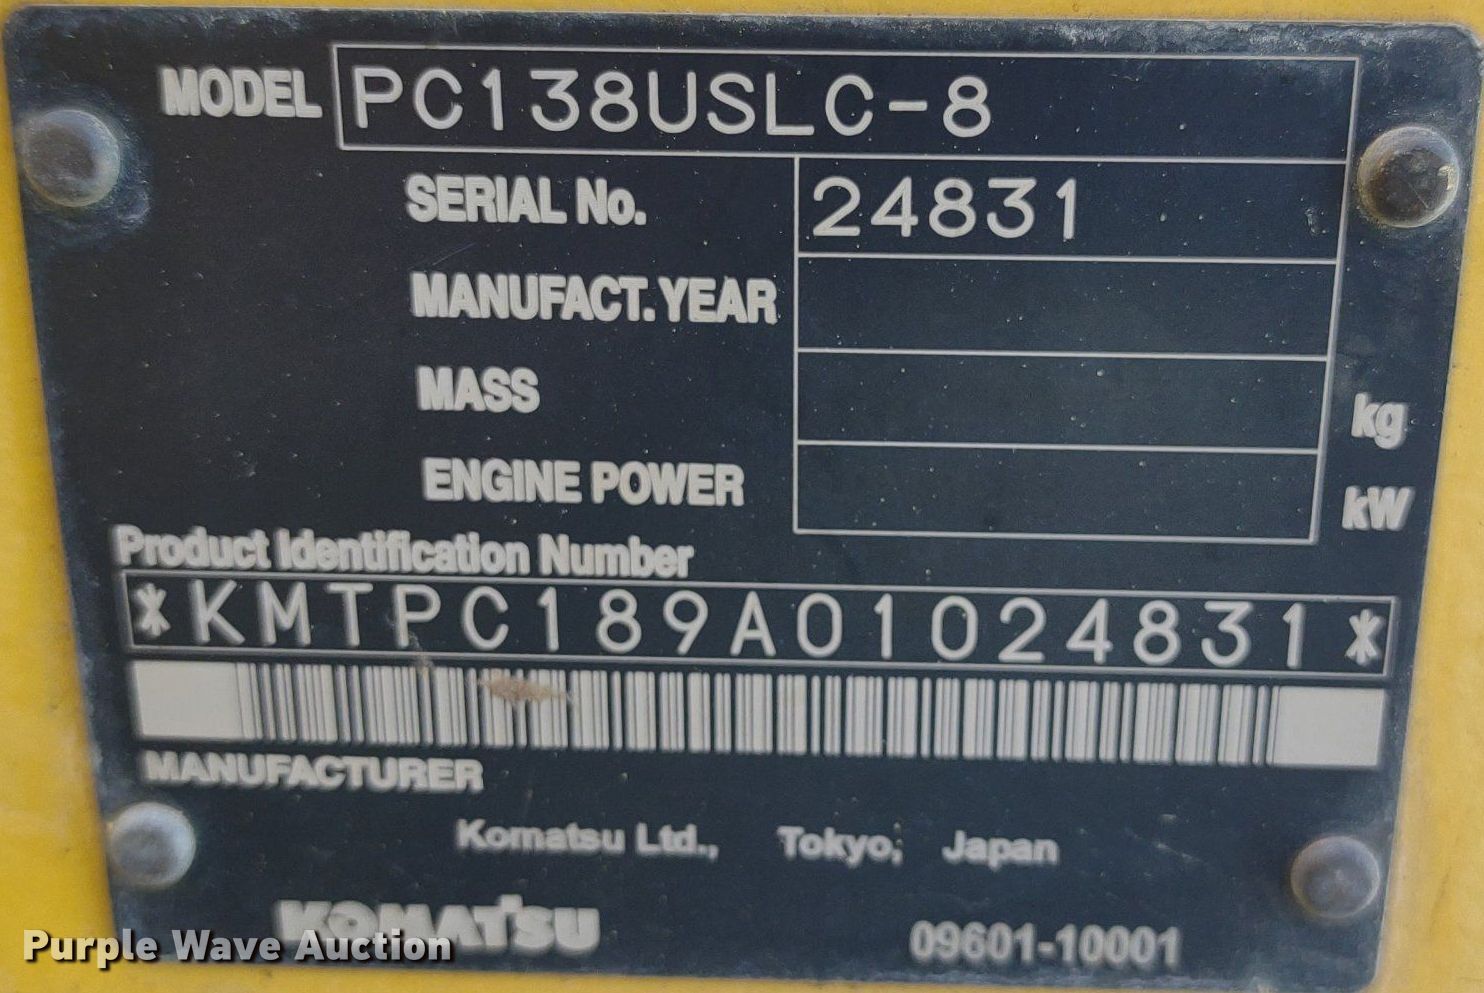 MODEL PC138USLC-8
SERIAL No. 24831
MANUFACT. YEAR
MASS kg
ENGINE POWER kW
Product Identification Number
*KMTPC189A01024831*
MANUFACTURER
Komatsu Ltd., Tokyo, Japan
KOMATSU 09601-10001
Purple Wave Auction